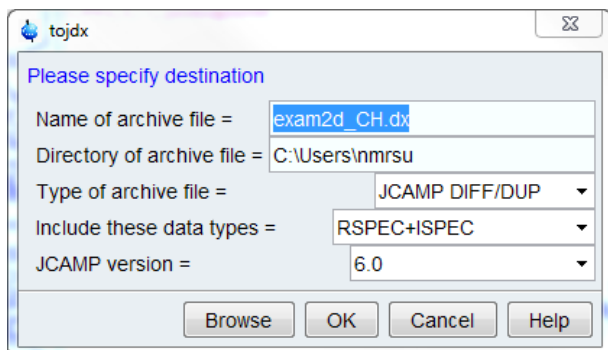 tojdx
Please specify destination
Name of archive file = exam2d_CH.dx
Directory of archive file = C:\Users\nmrsu
Type of archive file = JCAMP DIFF/DUP
Include these data types = RSPEC+ISPEC
JCAMP version = 6.0
Browse OK Cancel Help